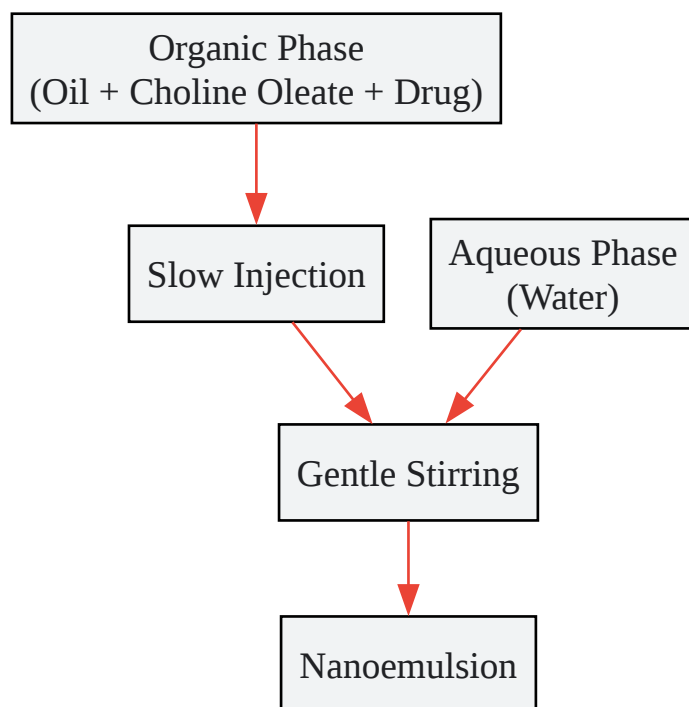 Organic Phase
(Oil + Choline Oleate + Drug)
Slow Injection
Aqueous Phase
(Water)
Gentle Stirring
Nanoemulsion